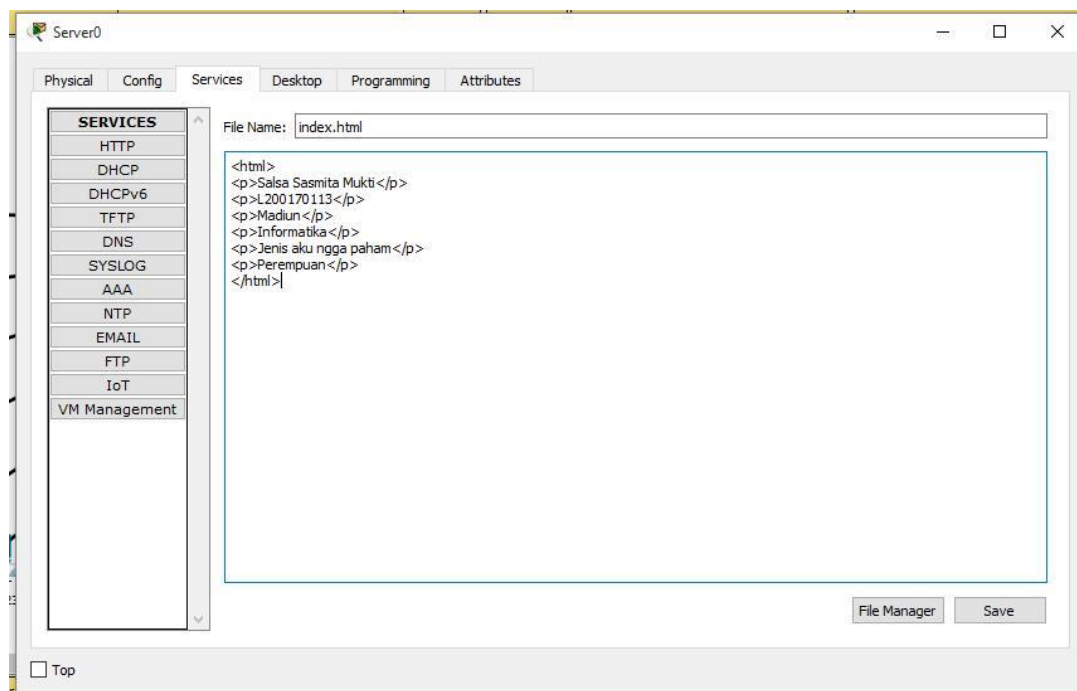 Server0
Physical Config Services Desktop Programming Attributes
SERVICES
HTTP
DHCP
DHCPv6
TFTP
DNS
SYSLOG
AAA
NTP
EMAIL
FTP
IoT
VM Management
File Name: index.html
<html>
<p>Salsa Sasmita Mukti</p>
<p>L200170113</p>
<p>Madiun</p>
<p>Informatika</p>
<p>Jenis aku ngga paham</p>
<p>Perempuan</p>
</html>
File Manager Save
Top